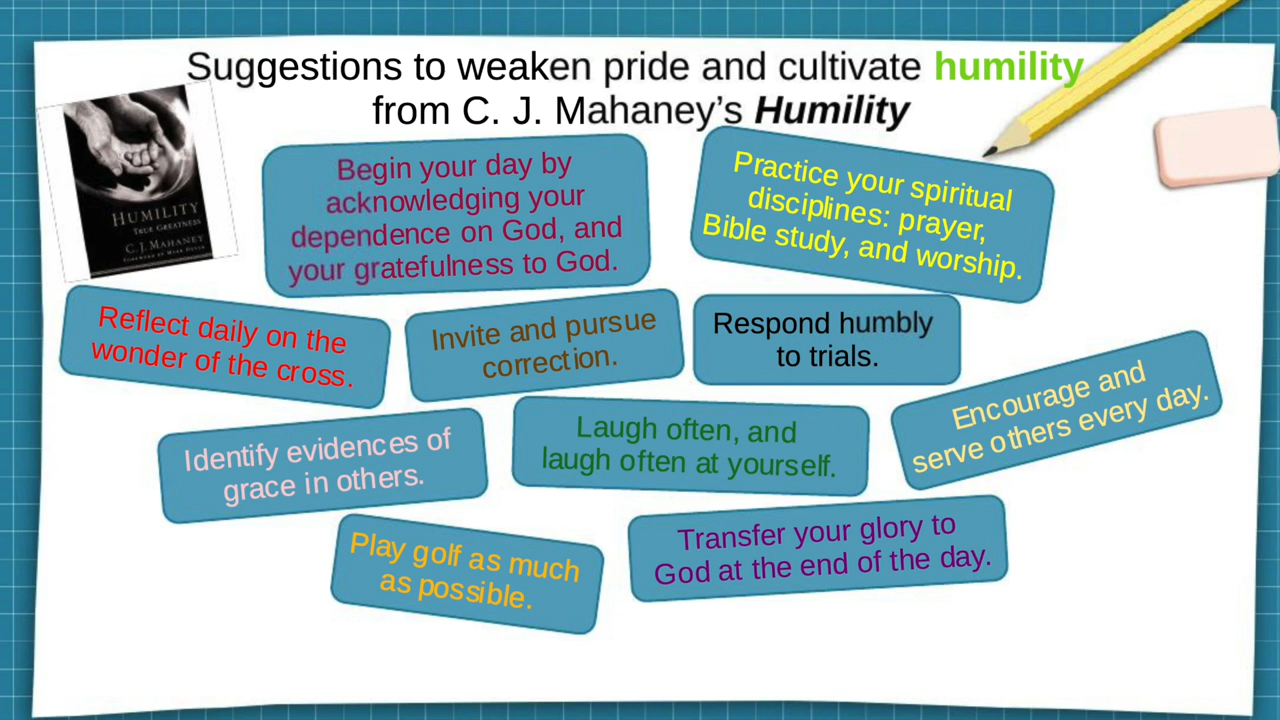 Suggestions to weaken pride and cultivate humility
from C. J. Mahaney’s Humility
HUMILITY
TRUE GREATNESS
C.J. MAHANEY
Begin your day by
acknowledging your
dependence on God, and
your gratefulness to God.
Practice your spiritual
disciplines: prayer,
Bible study, and worship.
Reflect daily on the
wonder of the cross.
Invite and pursue
correction.
Respond humbly
to trials.
Encourage and
serve others every day.
Identify evidences of
grace in others.
Laugh often, and
laugh often at yourself.
Play golf as much
as possible.
Transfer your glory to
God at the end of the day.